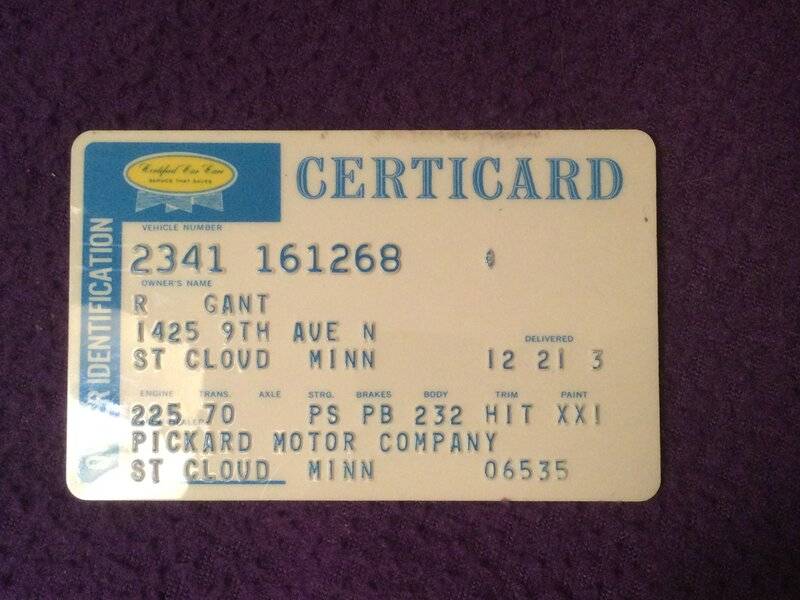 Certified Car Care
SERVICE THAT SAVES
CERTICARD
IDENTIFICATION
VEHICLE NUMBER
2341 161268
OWNER'S NAME
R GANT
1425 9TH AVE N
DELIVERED
ST CLOUD MINN 12 21 3
ENGINE TRANS. AXLE STRG. BRAKES BODY TRIM PAINT
225 70 PS PB 232 HIT XX1
PICKARD MOTOR COMPANY
ST CLOUD MINN 06535